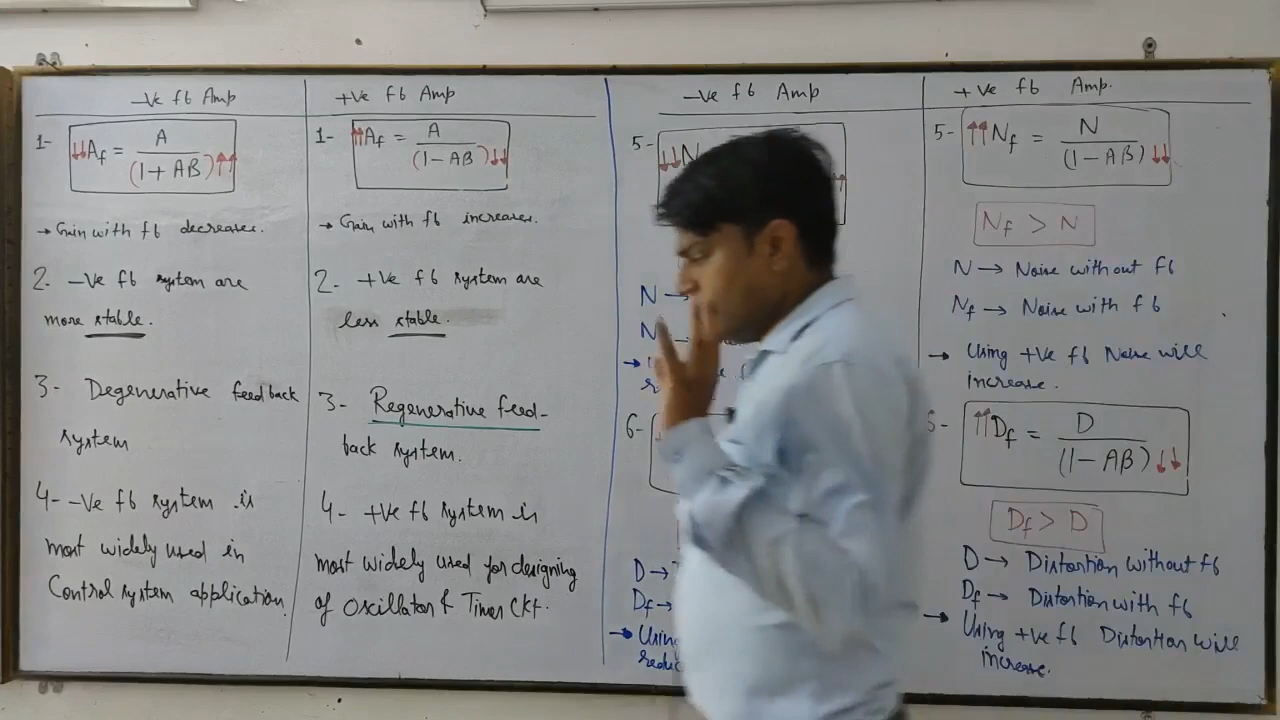 -Ve fb Amp
1- ↓↓Af = A / (1 + AB)↑↑
→ Gain with fb decreases.
2. -Ve fb system are
more stable.
3- Degenerative feedback
system
4- -Ve fb system is
most widely used in
Control system application
+Ve fb Amp
1- ↑↑Af = A / (1 - AB)↓↓
→ Gain with fb increases.
2. +Ve fb system are
less stable.
3- Regenerative feed-
back system.
4- +Ve fb system is
most widely used for designing
of Oscillator & Timer Ckt.
-Ve fb Amp
5- ↓↓N
N →
N
→
6-
D →
Df →
→ Using
+Ve fb Amp.
5- ↑↑Nf = N / (1 - AB)↓↓
Nf > N
N → Noise without fb
Nf → Noise with fb
→ Using +Ve fb Noise will
increase.
6- ↑↑Df = D / (1 - AB)↓↓
Df > D
D → Distortion without fb
Df → Distortion with fb
→ Using +ve fb Distortion will
increase.